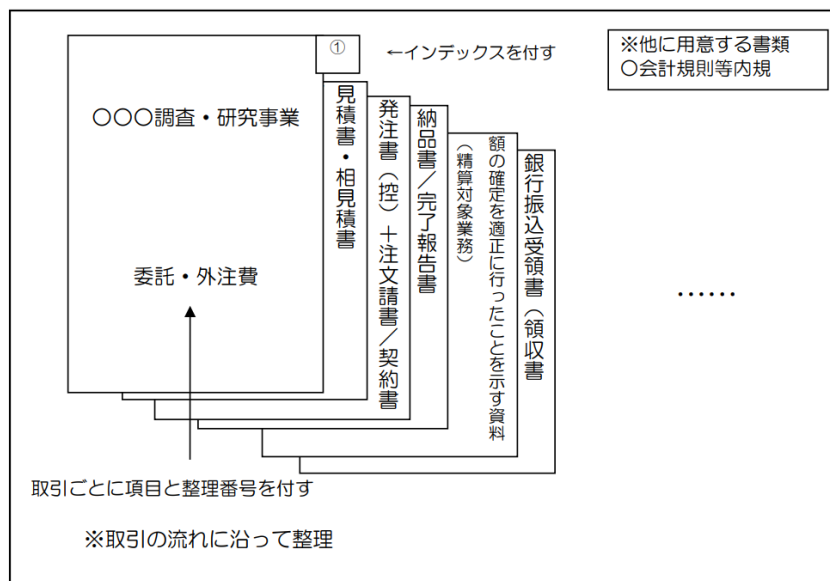 ①
←インデックスを付す
※他に用意する書類
〇会計規則等内規
〇〇〇調査・研究事業
委託・外注費
見積書・相見積書
発注書（控）＋注文請書／契約書
納品書／完了報告書
額の確定を適正に行ったことを示す資料
（精算対象業務）
銀行振込受領書（領収書
……
取引ごとに項目と整理番号を付す
※取引の流れに沿って整理